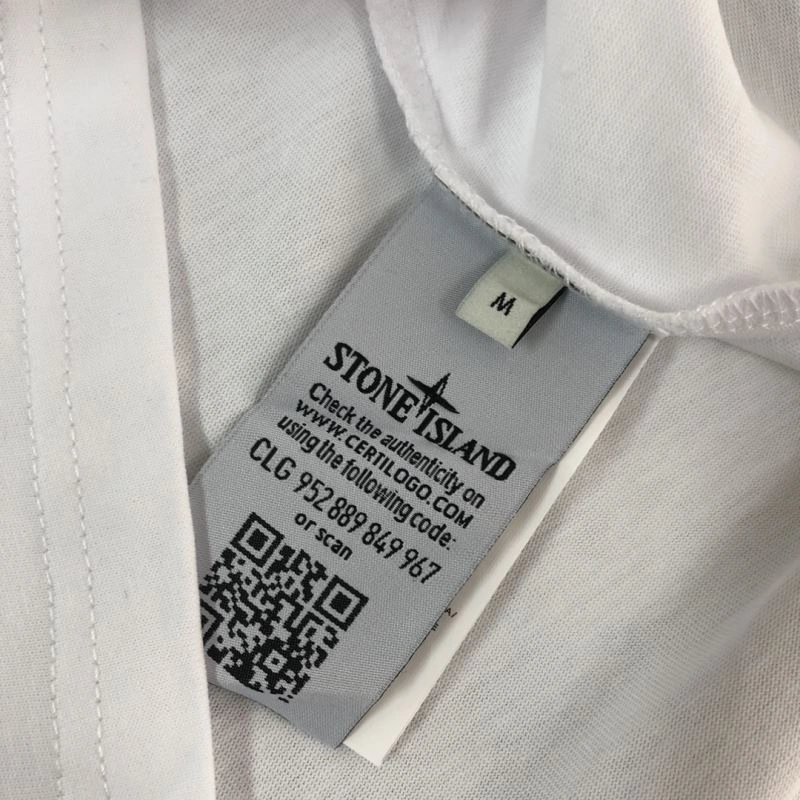 M
STONE ISLAND
Check the authenticity on
WWW.CERTILOGO.COM
using the following code:
CLG 952 889 849 967
or scan
A/
E